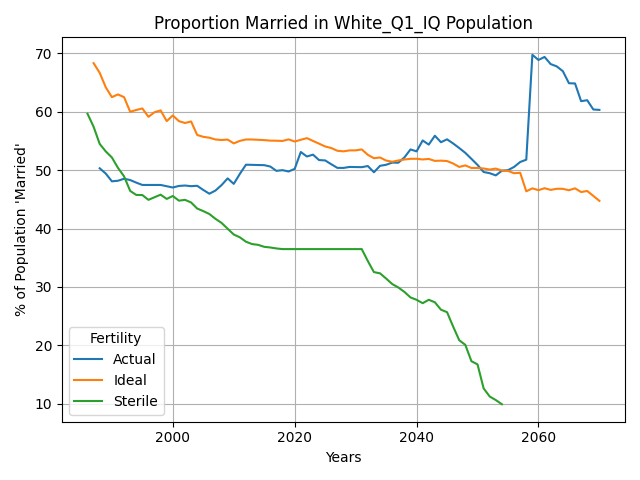 Proportion Married in White_Q1_IQ Population
% of Population 'Married'
70
60
50
40
30
20
10
Fertility
Actual
Ideal
Sterile
2000 2020 2040 2060
Years